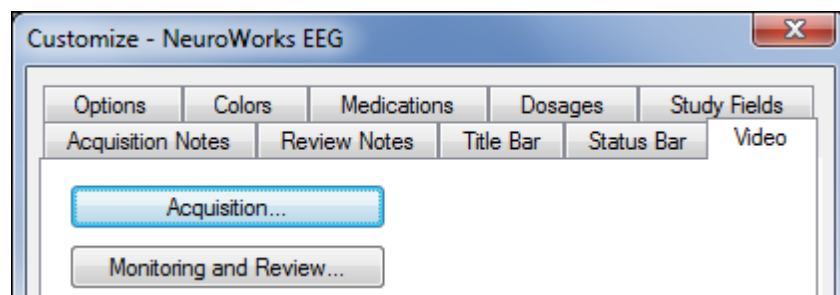 Customize - NeuroWorks EEG
Options Colors Medications Dosages Study Fields
Acquisition Notes Review Notes Title Bar Status Bar Video
Acquisition...
Monitoring and Review...